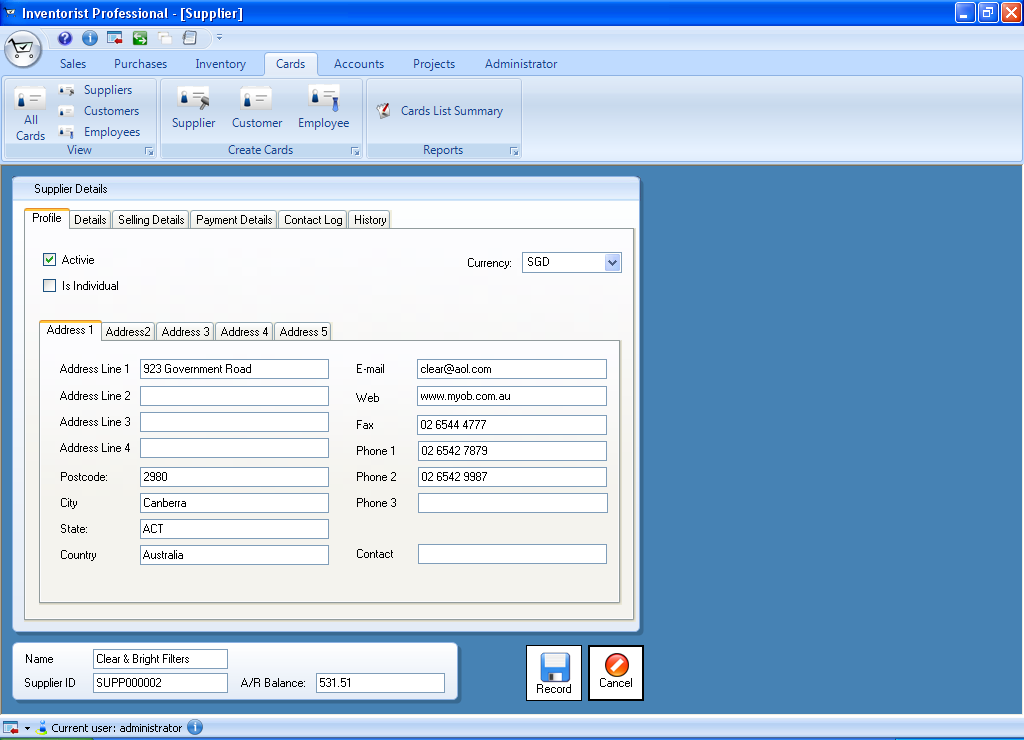 Inventorist Professional - [Supplier]
Sales Purchases Inventory Cards Accounts Projects Administrator
All Cards
Suppliers
Customers
Employees
View
Supplier Customer Employee
Create Cards
Cards List Summary
Reports
Supplier Details
Profile Details Selling Details Payment Details Contact Log History
Activie
Currency: SGD
Is Individual
Address 1 Address2 Address 3 Address 4 Address 5
Address Line 1 923 Government Road E-mail clear@aol.com
Address Line 2 Web www.myob.com.au
Address Line 3 Fax 02 6544 4777
Address Line 4 Phone 1 02 6542 7879
Postcode: 2980 Phone 2 02 6542 9987
City Canberra Phone 3
State: ACT
Country Australia Contact
Name Clear & Bright Filters
Supplier ID SUPP000002 A/R Balance: 531.51
Record Cancel
Current user: administrator